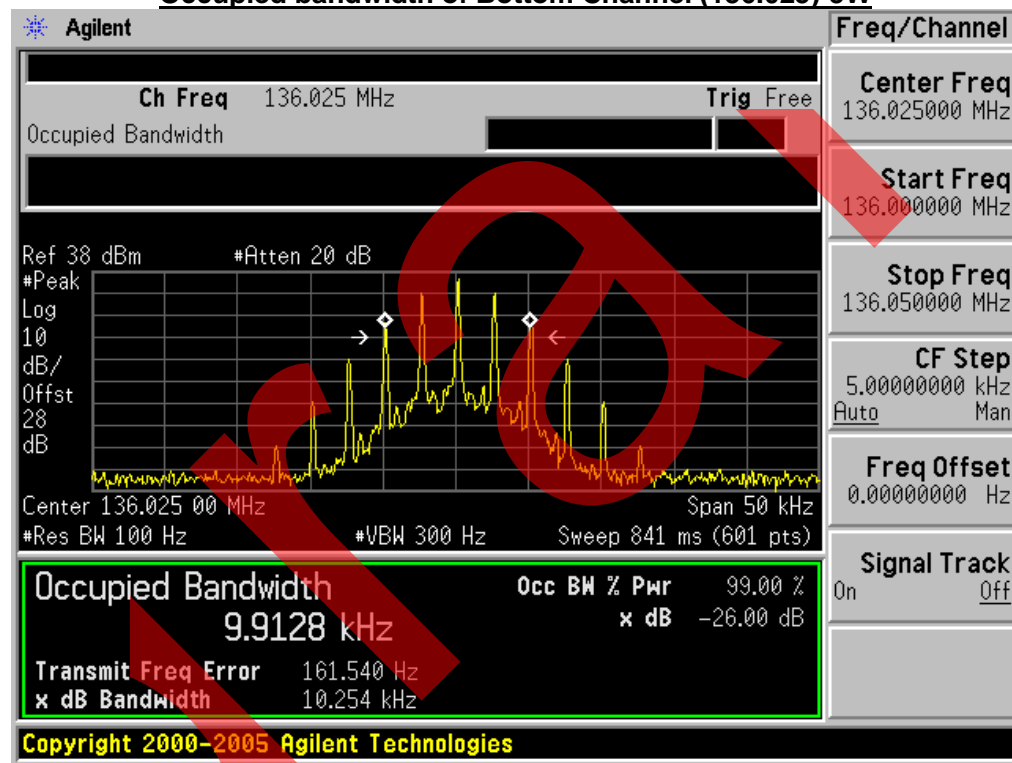 Occupied bandwidth of Bottom Channel (136.025) 5W
Agilent
Freq/Channel
Ch Freq 136.025 MHz Trig Free
Occupied Bandwidth
Center Freq
136.025000 MHz
Start Freq
136.000000 MHz
Stop Freq
136.050000 MHz
CF Step
5.00000000 kHz
Auto Man
Freq Offset
0.00000000 Hz
Signal Track
On Off
Ref 38 dBm #Atten 20 dB
#Peak
Log
10
dB/
Offst
28
dB
Center 136.025 00 MHz Span 50 kHz
#Res BW 100 Hz #VBW 300 Hz Sweep 841 ms (601 pts)
Occupied Bandwidth
9.9128 kHz
Occ BW % Pwr 99.00 %
x dB -26.00 dB
Transmit Freq Error 161.540 Hz
x dB Bandwidth 10.254 kHz
Copyright 2000-2005 Agilent Technologies